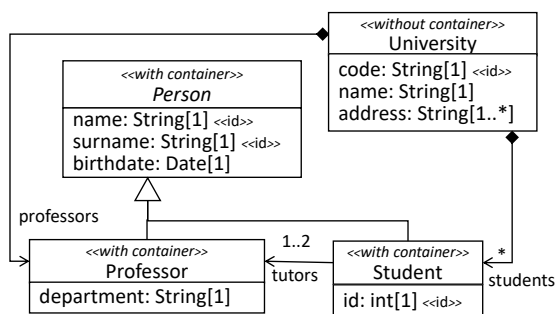 <<without container>>
University
code: String[1] <<id>>
name: String[1]
address: String[1..*]
<<with container>>
Person
name: String[1] <<id>>
surname: String[1] <<id>>
birthdate: Date[1]
professors
<<with container>>
Professor
department: String[1]
1..2
tutors
<<with container>>
Student
id: int[1] <<id>>
*
students